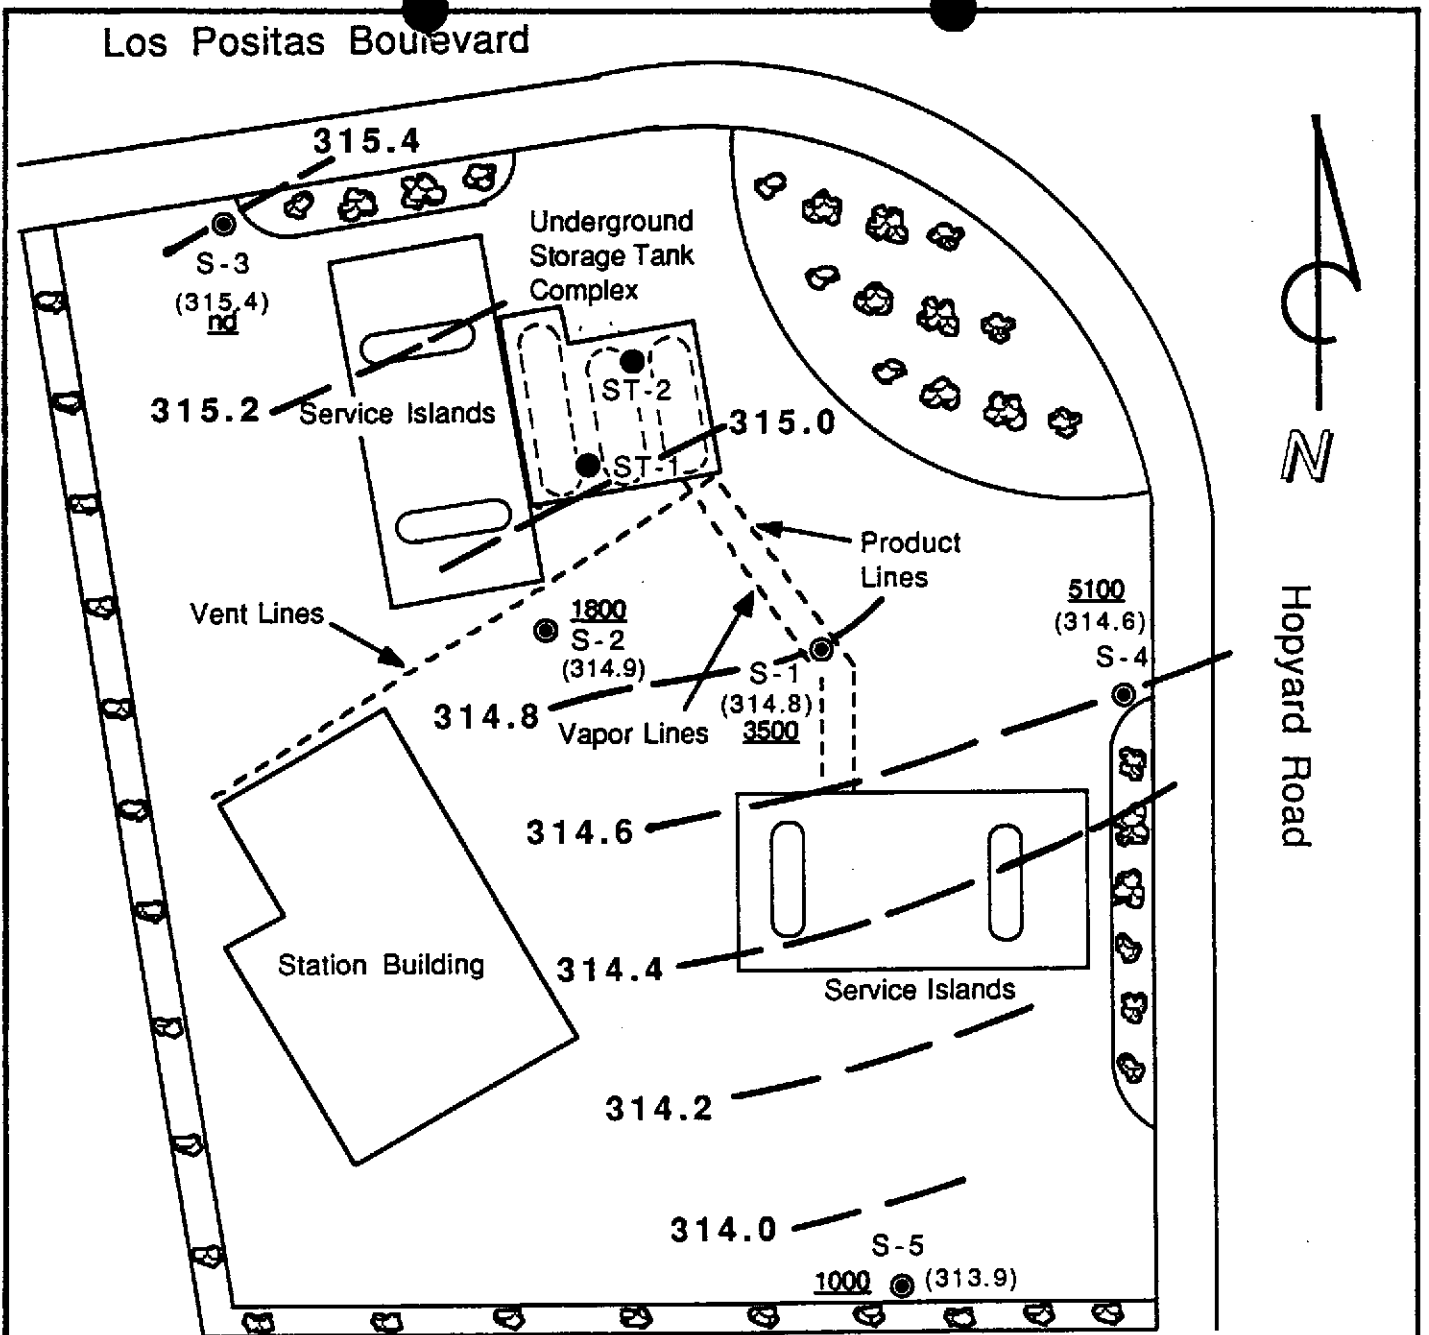 Los Positas Boulevard
315.4
S-3
(315.4)
nd
Underground
Storage Tank
Complex
315.2
Service Islands
ST-2
315.0
ST-1
Product
Lines
Vent Lines
1800
S-2
(314.9)
5100
(314.6)
S-4
Hopyard Road
N
314.8
S-1
(314.8)
3500
Vapor Lines
314.6
314.4
Station Building
Service Islands
314.2
314.0
S-5
1000
(313.9)